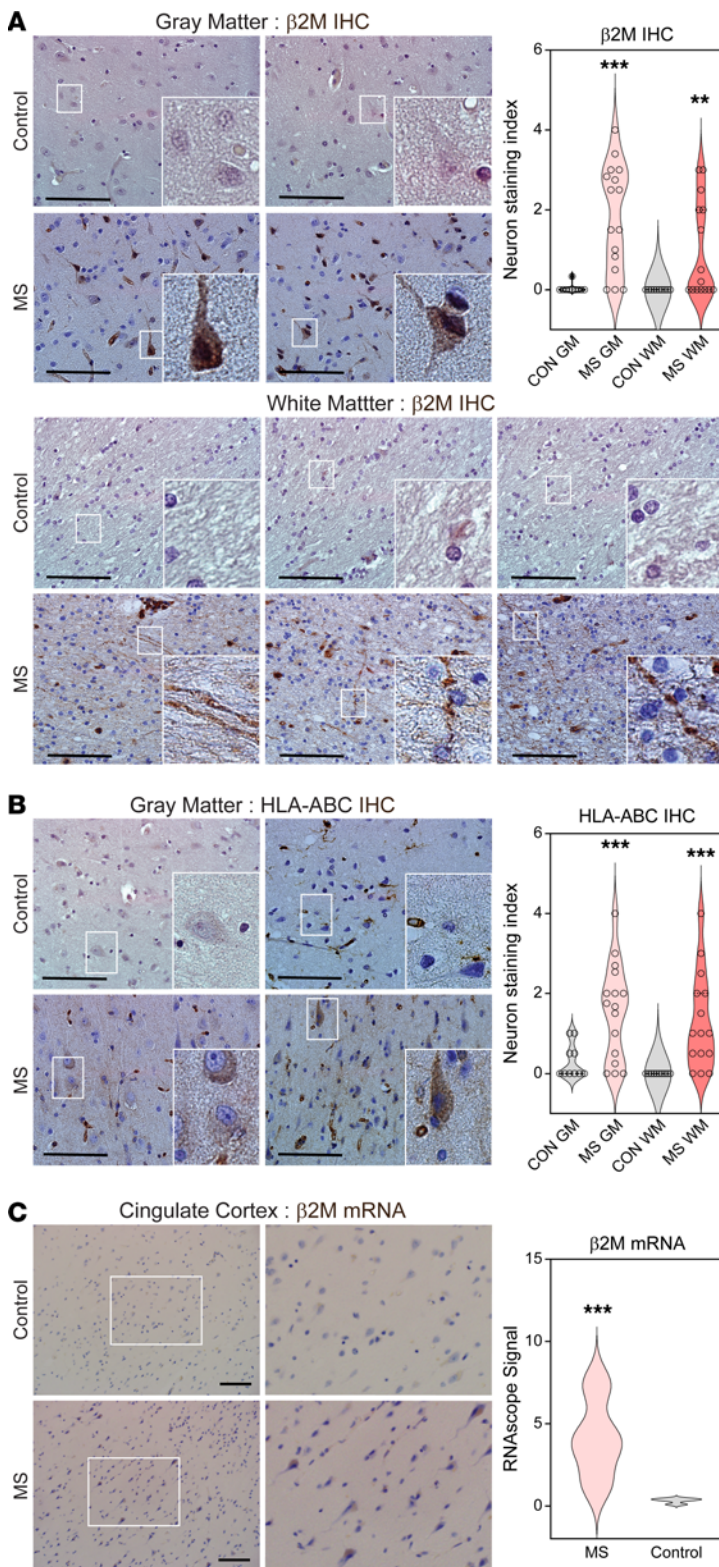 A
Gray Matter : β2M IHC
Control
MS
β2M IHC
Neuron staining index
6
4
2
0
***
**
CON GM
MS GM
CON WM
MS WM
White Mattter : β2M IHC
Control
MS
B
Gray Matter : HLA-ABC IHC
Control
MS
HLA-ABC IHC
Neuron staining index
6
4
2
0
***
***
CON GM
MS GM
CON WM
MS WM
C
Cingulate Cortex : β2M mRNA
Control
MS
β2M mRNA
RNAscope Signal
15
10
5
0
***
MS
Control